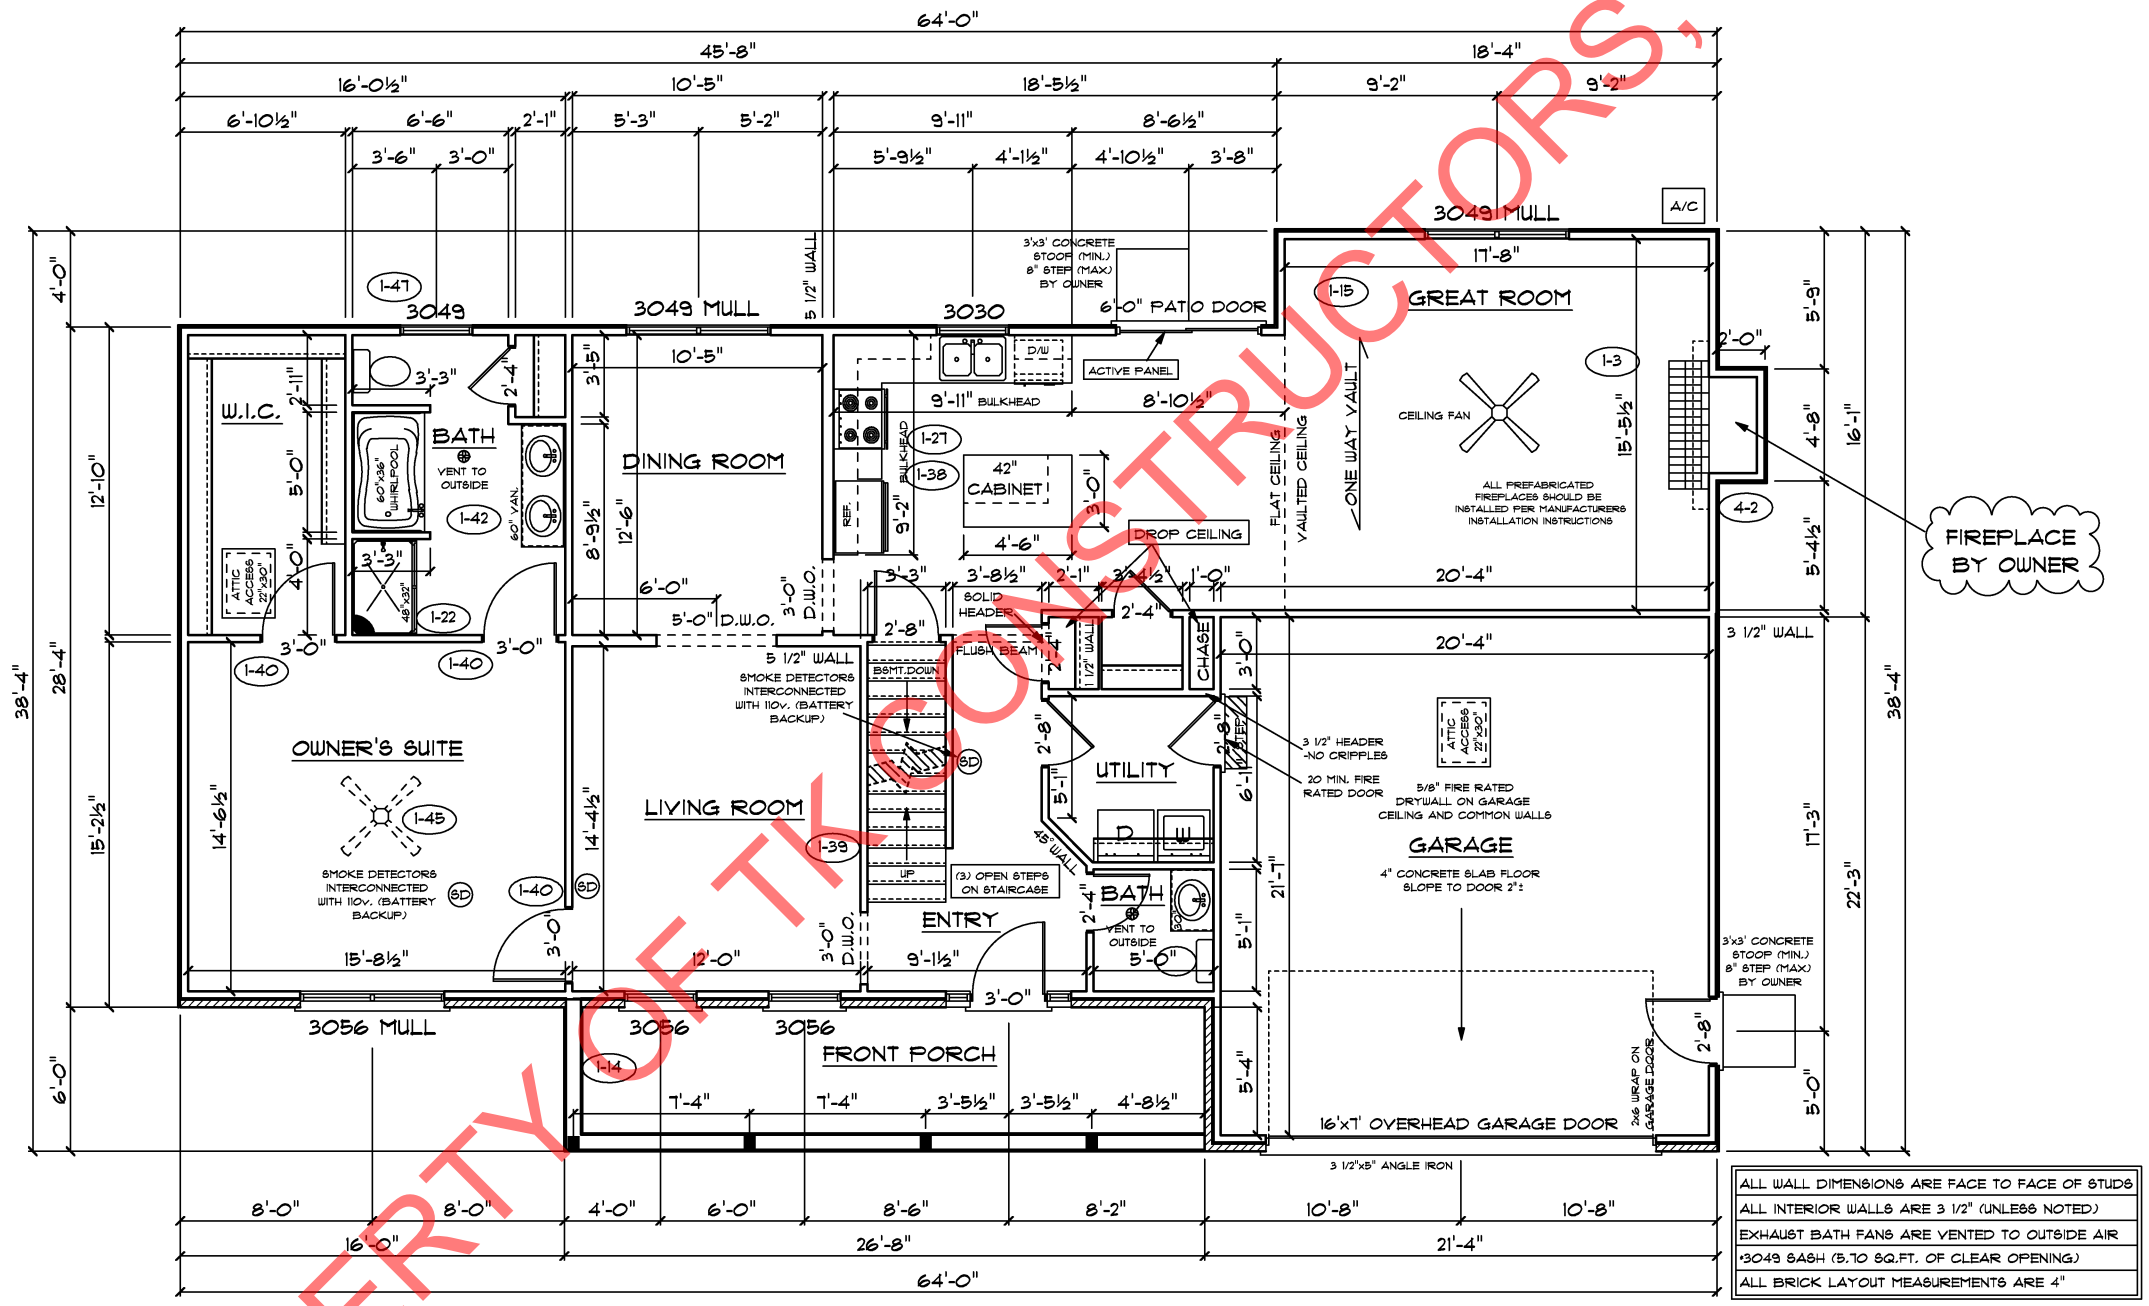 64'-0"
45'-8"
18'-4"
16'-0½"
10'-5"
18'-5½"
9'-2"
9'-2"
6'-10½"
6'-6"
2'-1"
5'-3"
5'-2"
9'-11"
8'-6½"
3'-6"
3'-0"
5'-9½"
4'-1½"
4'-10½"
3'-8"
A/C
3049 MULL
17'-8"
5 1/2" WALL
3'x3' CONCRETE
STOOP (MIN.)
8" STEP (MAX)
BY OWNER
1-47
3049
3049 MULL
3030
6'-0" PATIO DOOR
1-15
GREAT ROOM
4'-0"
5'-9"
2'-0"
10'-5"
3'-5"
D/W
ACTIVE PANEL
1-3
3'-3"
2'-4"
2'-11"
W.I.C.
9'-11" BULKHEAD
8'-10½"
CEILING FAN
15'-5½"
4'-8"
16'-1"
BATH
VENT TO
OUTSIDE
60"x36"
WHIRLPOOL
5'-0"
60" VAN.
1-42
DINING ROOM
8'-9½"
12'-6"
1-27
1-38
BULKHEAD
REF.
9'-2"
42"
CABINET
3'-0"
4'-6"
FLAT CEILING
VAULTED CEILING
ONE WAY VAULT
ALL PREFABRICATED
FIREPLACES SHOULD BE
INSTALLED PER MANUFACTURERS
INSTALLATION INSTRUCTIONS
4-2
FIREPLACE
BY OWNER
DROP CEILING
12'-10"
5'-4½"
ATTIC
ACCESS
22"x30"
4'-0"
3'-3"
48"x32"
1-22
6'-0"
5'-0" D.W.O.
3'-0"
D.W.O.
3'-3"
3'-8½"
2'-1"
3'-4½"
1'-0"
20'-4"
SOLID
HEADER
2'-4"
2'-8"
3'-0"
3'-0"
1-40
1-40
FLUSH BEAM
2'-4"
1 1/2" WALL
CHASE
3'-0"
20'-4"
3 1/2" WALL
28'-4"
38'-4"
38'-4"
5 1/2" WALL
SMOKE DETECTORS
INTERCONNECTED
WITH 110v. (BATTERY
BACKUP)
BSMT. DOWN
SD
2'-8"
2'-8"
STEP
3 1/2" HEADER
-NO CRIPPLES
20 MIN. FIRE
RATED DOOR
ATTIC
ACCESS
22"x30"
OWNER'S SUITE
1-45
UTILITY
5'-1"
6'-1"
5/8" FIRE RATED
DRYWALL ON GARAGE
CEILING AND COMMON WALLS
GARAGE
4" CONCRETE SLAB FLOOR
SLOPE TO DOOR 2"±
LIVING ROOM
1-39
D
W
45° WALL
15'-2½"
14'-6½"
14'-4½"
17'-3"
22'-3"
21'-7"
SMOKE DETECTORS
INTERCONNECTED
WITH 110v. (BATTERY
BACKUP)
SD
1-40
SD
UP
(3) OPEN STEPS
ON STAIRCASE
ENTRY
2'-4"
BATH
VENT TO
OUTSIDE
30"
5'-1"
3'-0"
3'-0"
D.W.O.
15'-8½"
12'-0"
9'-1½"
5'-0"
3'-0"
3'x3' CONCRETE
STOOP (MIN.)
8" STEP (MAX)
BY OWNER
2'-8"
3056 MULL
3056
3056
FRONT PORCH
1-14
6'-0"
5'-4"
5'-0"
2x6 WRAP ON
GARAGE DOOR
7'-4"
7'-4"
3'-5½"
3'-5½"
4'-8½"
16'x7' OVERHEAD GARAGE DOOR
3 1/2"x5" ANGLE IRON
8'-0"
8'-0"
4'-0"
6'-0"
8'-6"
8'-2"
10'-8"
10'-8"
16'-0"
26'-8"
21'-4"
64'-0"
ALL WALL DIMENSIONS ARE FACE TO FACE OF STUDS
ALL INTERIOR WALLS ARE 3 1/2" (UNLESS NOTED)
EXHAUST BATH FANS ARE VENTED TO OUTSIDE AIR
*3049 SASH (5.70 SQ.FT. OF CLEAR OPENING)
ALL BRICK LAYOUT MEASUREMENTS ARE 4"
ERTY OF TK CONSTRUCTORS,